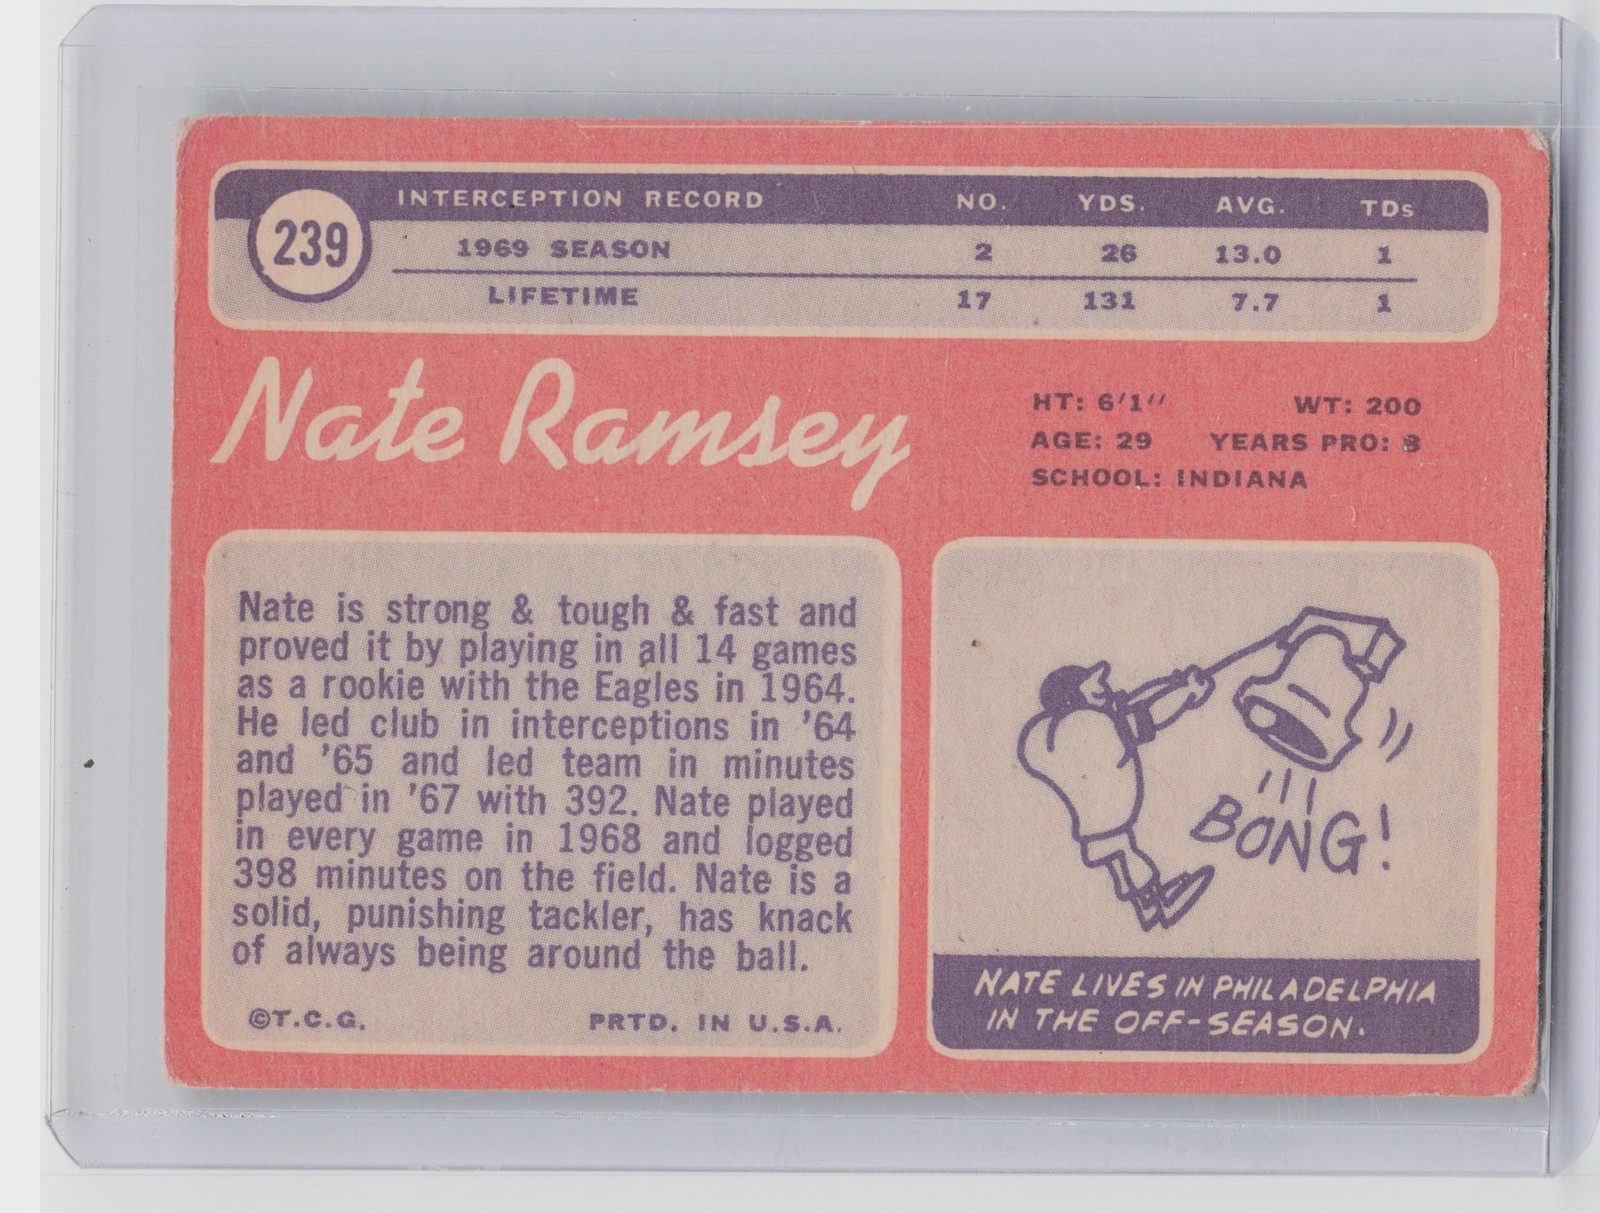 239
INTERCEPTION RECORD NO. YDS. AVG. TDs
1969 SEASON 2 26 13.0 1
LIFETIME 17 131 7.7 1
Nate Ramsey
HT: 6'1" WT: 200
AGE: 29 YEARS PRO: 8
SCHOOL: INDIANA
Nate is strong & tough & fast and
proved it by playing in all 14 games
as a rookie with the Eagles in 1964.
He led club in interceptions in '64
and '65 and led team in minutes
played in '67 with 392. Nate played
in every game in 1968 and logged
398 minutes on the field. Nate is a
solid, punishing tackler, has knack
of always being around the ball.
©T.C.G. PRTD. IN U.S.A.
BONG!
NATE LIVES IN PHILADELPHIA
IN THE OFF-SEASON.